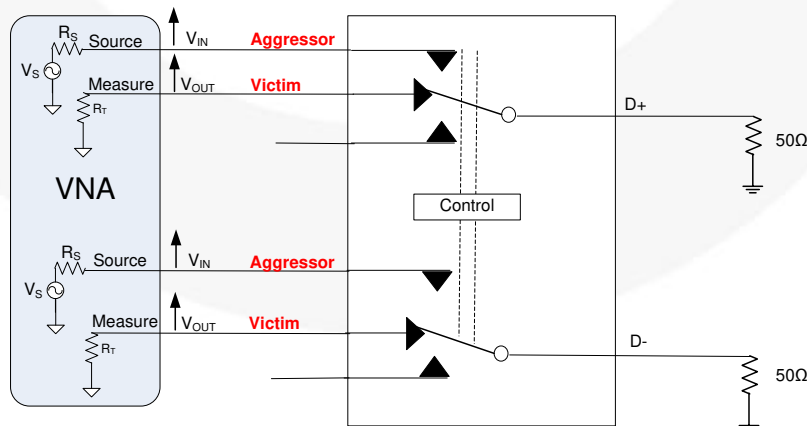 RS
Source
VIN
Aggressor
VS
Measure
VOUT
Victim
RT
D+
50Ω
VNA
Control
RS
Source
VIN
Aggressor
VS
Measure
VOUT
Victim
RT
D-
50Ω